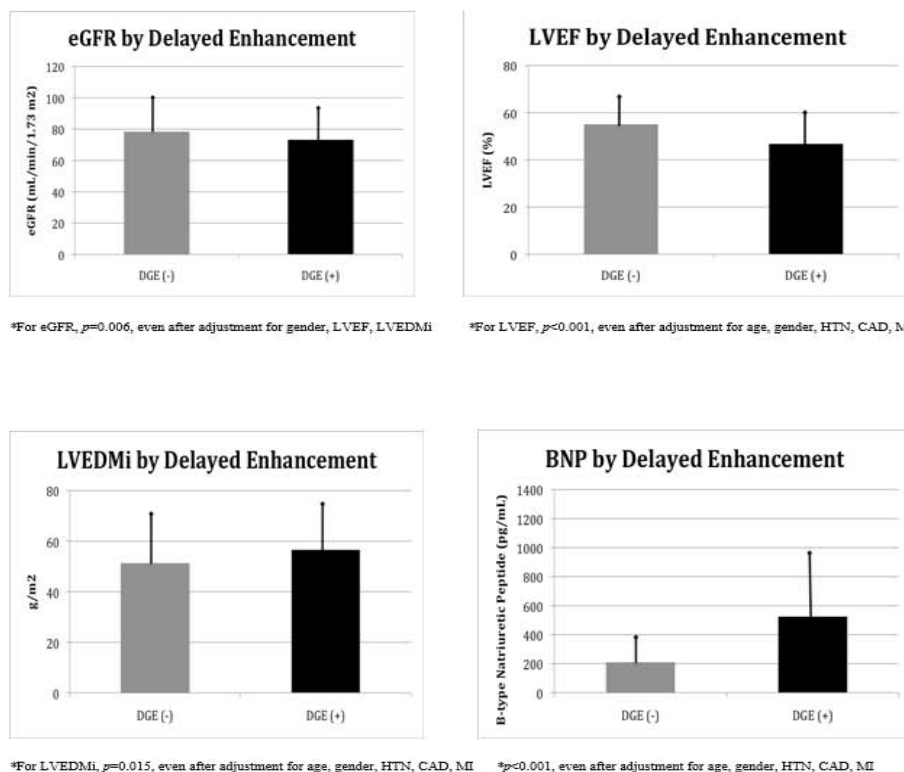 eGFR by Delayed Enhancement
eGFR (mL/min/1.73 m2)
120
100
80
60
40
20
0
DGE (-)
DGE (+)
*For eGFR, p=0.006, even after adjustment for gender, LVEF, LVEDMi
LVEF by Delayed Enhancement
LVEF (%)
80
60
40
20
0
DGE (-)
DGE (+)
*For LVEF, p<0.001, even after adjustment for age, gender, HTN, CAD, M
LVEDMi by Delayed Enhancement
g/m2
80
60
40
20
0
DGE (-)
DGE (+)
*For LVEDMi, p=0.015, even after adjustment for age, gender, HTN, CAD, MI
BNP by Delayed Enhancement
B-type Natriuretic Peptide (pg/mL)
1400
1200
1000
800
600
400
200
0
DGE (-)
DGE (+)
*p<0.001, even after adjustment for age, gender, HTN, CAD, MI